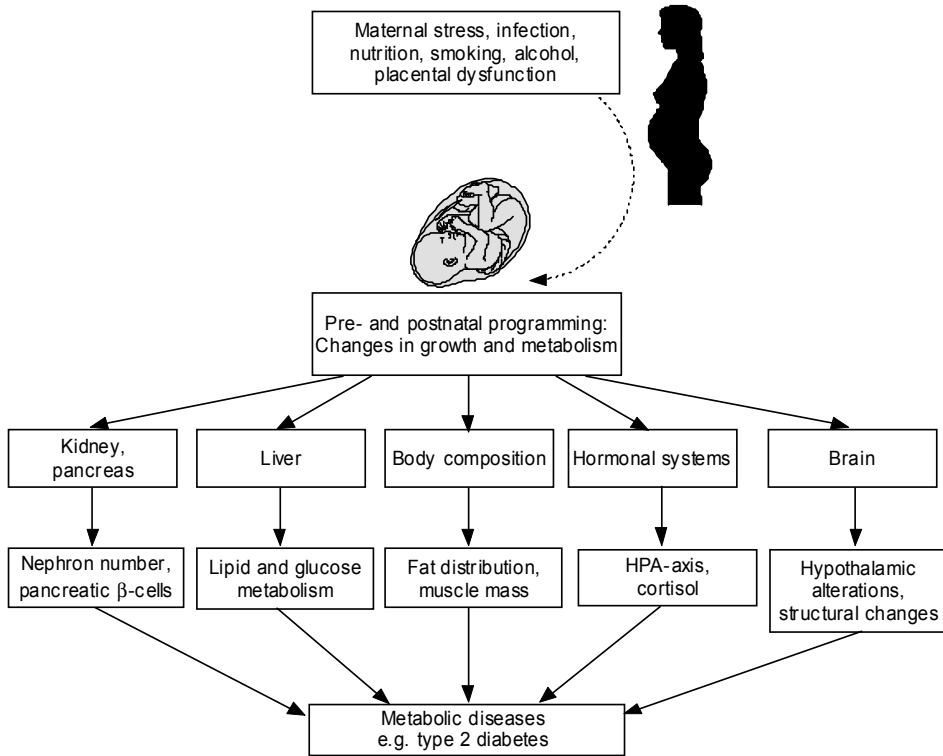 Maternal stress, infection,
nutrition, smoking, alcohol,
placental dysfunction
Pre- and postnatal programming:
Changes in growth and metabolism
Kidney,
pancreas
Liver
Body composition
Hormonal systems
Brain
Nephron number,
pancreatic β-cells
Lipid and glucose
metabolism
Fat distribution,
muscle mass
HPA-axis,
cortisol
Hypothalamic
alterations,
structural changes
Metabolic diseases
e.g. type 2 diabetes